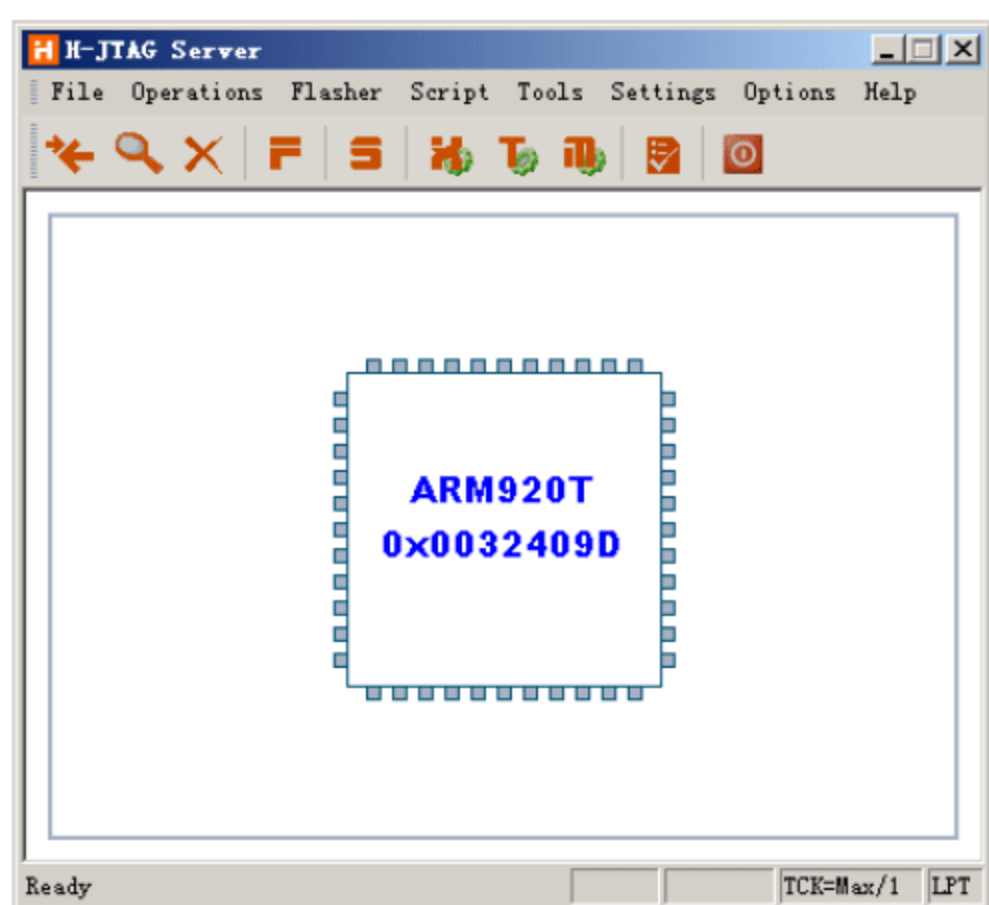 H-JTAG Server
File Operations Flasher Script Tools Settings Options Help
ARM920T
0x0032409D
Ready TCK=Max/1 LPT